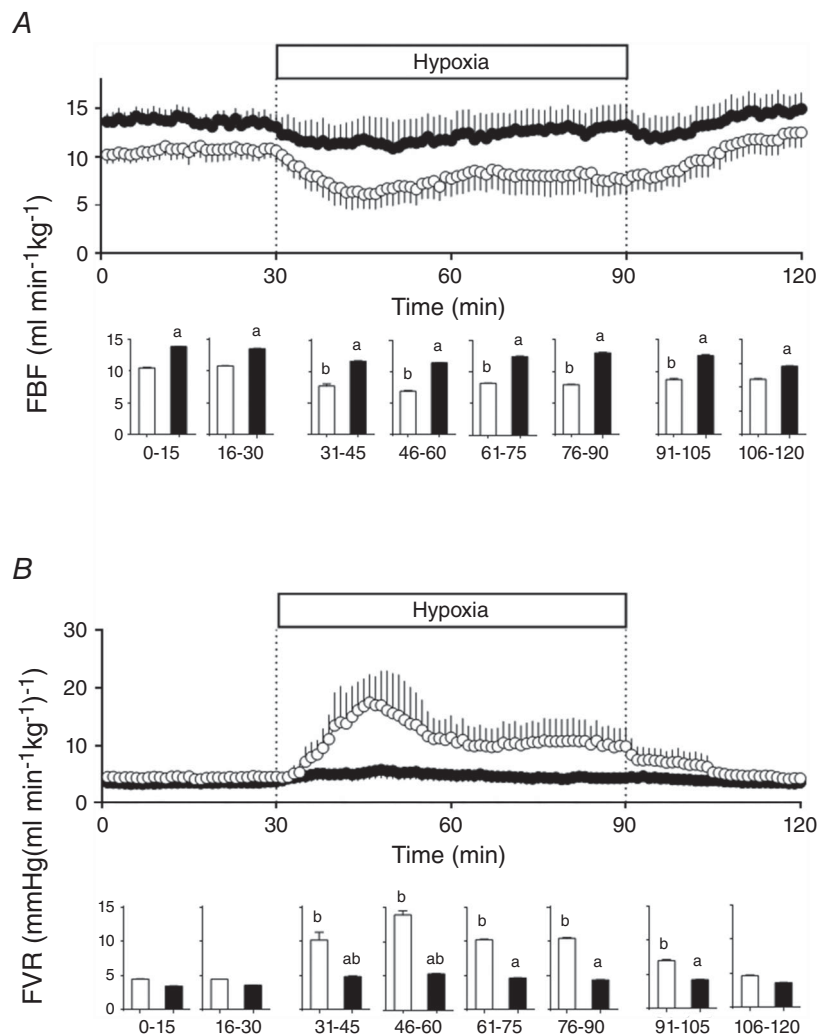 A
Hypoxia
15
10
5
0
0 30 60 90 120
Time (min)
FBF (ml min-1kg-1)
15
10
5
0
a a a a a a a a
b b b b b
0-15 16-30 31-45 46-60 61-75 76-90 91-105 106-120
B
Hypoxia
30
20
10
0
0 30 60 90 120
Time (min)
FVR (mmHg(ml min-1kg-1)-1)
15
10
5
0
b b b b b
ab ab a a a
0-15 16-30 31-45 46-60 61-75 76-90 91-105 106-120